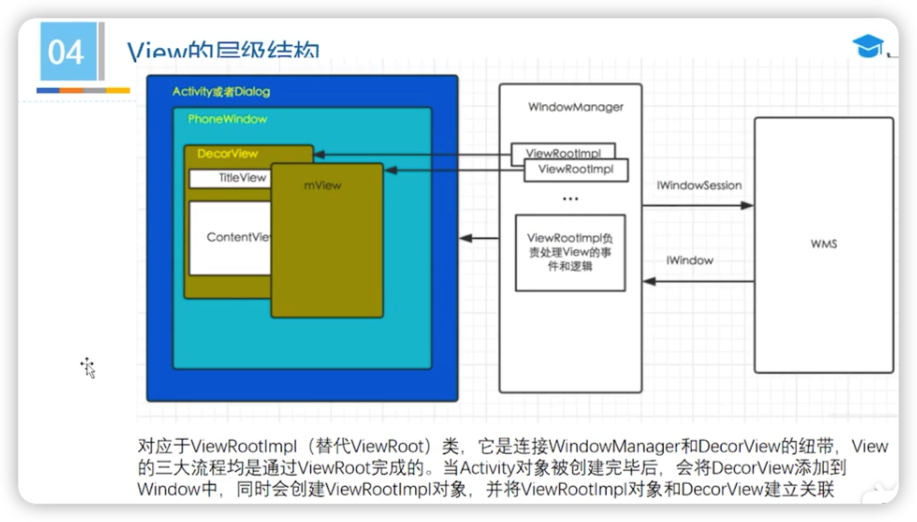 04
View的层级结构
Activity或者Dialog
PhoneWindow
DecorView
TitleView
ContentVie
mView
WindowManager
ViewRootImpl
ViewRootImpl
...
ViewRootImpl负
责处理View的事
件和逻辑
IWindowSession
IWindow
WMS
对应于ViewRootImpl（替代ViewRoot）类，它是连接WindowManager和DecorView的纽带，View
的三大流程均是通过ViewRoot完成的。当Activity对象被创建完毕后，会将DecorView添加到
Window中，同时会创建ViewRootImpl对象，并将ViewRootImpl对象和DecorView建立关联